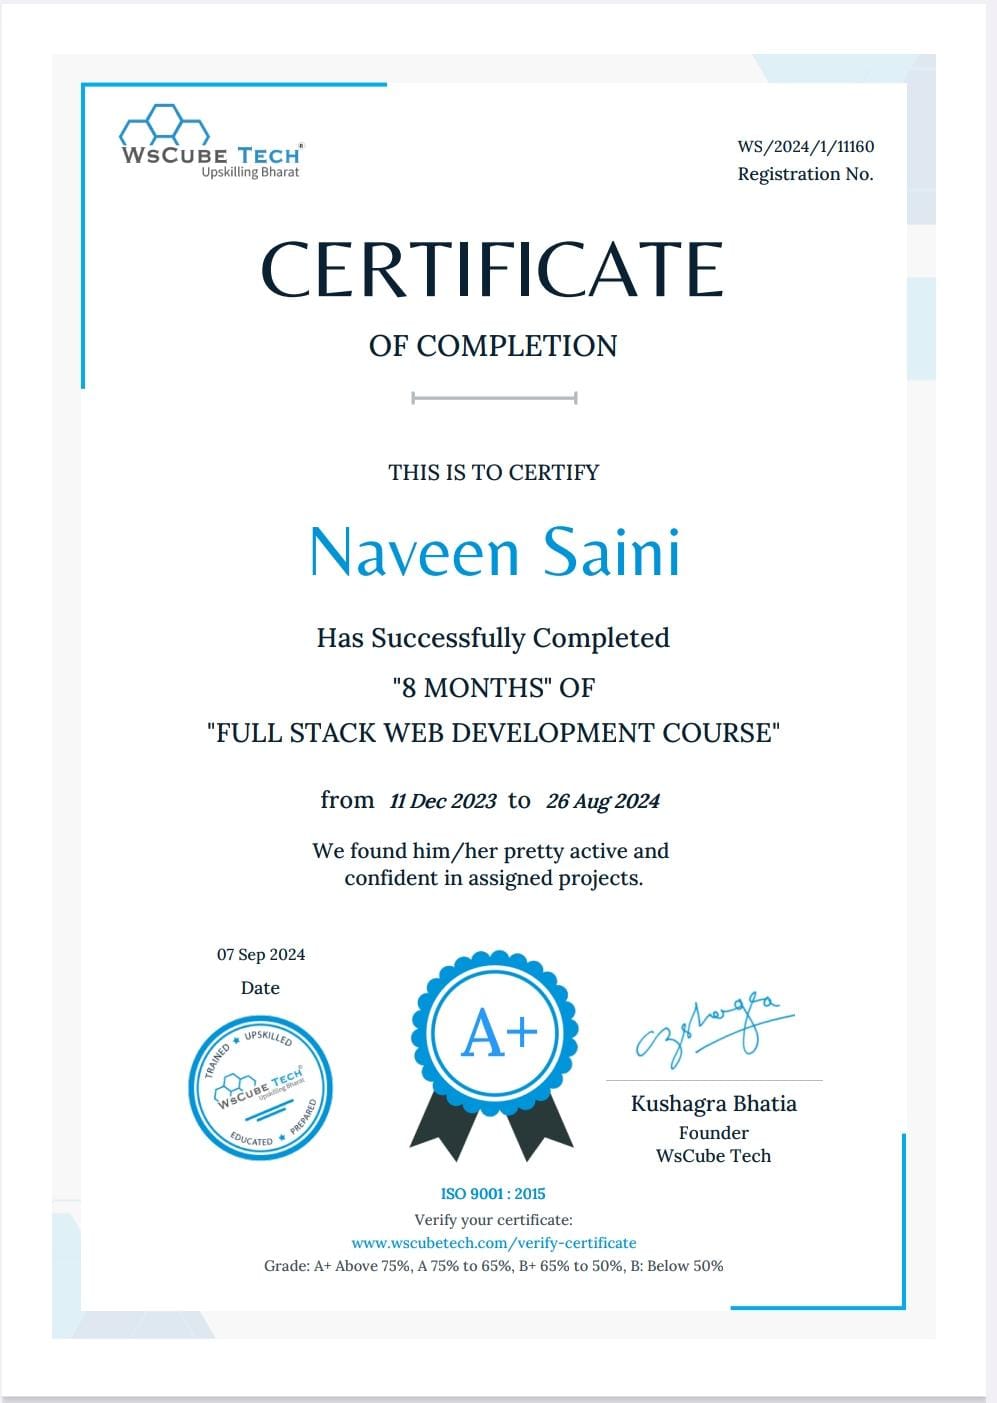 WsCube Tech®
Upskilling Bharat
WS/2024/1/11160
Registration No.
CERTIFICATE
OF COMPLETION
THIS IS TO CERTIFY
Naveen Saini
Has Successfully Completed
"8 MONTHS" OF
"FULL STACK WEB DEVELOPMENT COURSE"
from 11 Dec 2023 to 26 Aug 2024
We found him/her pretty active and
confident in assigned projects.
07 Sep 2024
Date
TRAINED ★ UPSKILLED
WsCube Tech
Upskilling Bharat
EDUCATED ★ PREPARED
A+
Kushagra Bhatia
Founder
WsCube Tech
ISO 9001 : 2015
Verify your certificate:
www.wscubetech.com/verify-certificate
Grade: A+ Above 75%, A 75% to 65%, B+ 65% to 50%, B: Below 50%